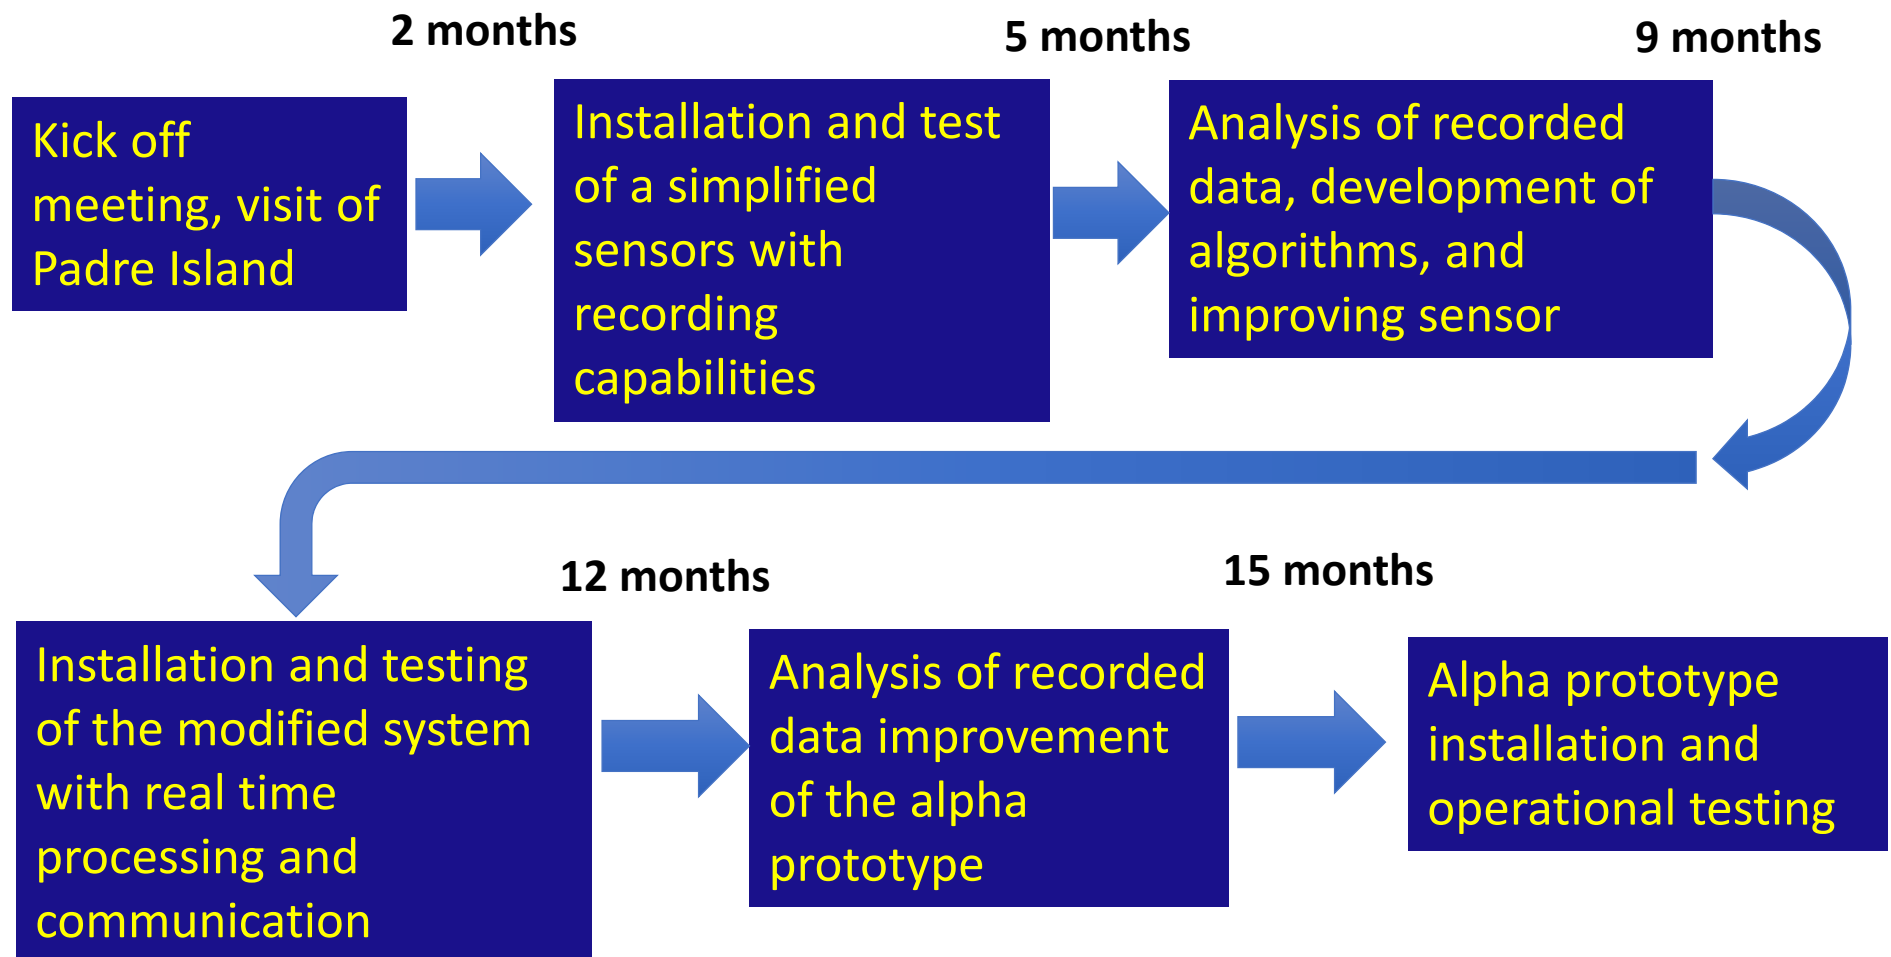 2 months
5 months
9 months
Kick off
meeting, visit of
Padre Island
Installation and test
of a simplified
sensors with
recording
capabilities
Analysis of recorded
data, development of
algorithms, and
improving sensor
12 months
15 months
Installation and testing
of the modified system
with real time
processing and
communication
Analysis of recorded
data improvement
of the alpha
prototype
Alpha prototype
installation and
operational testing